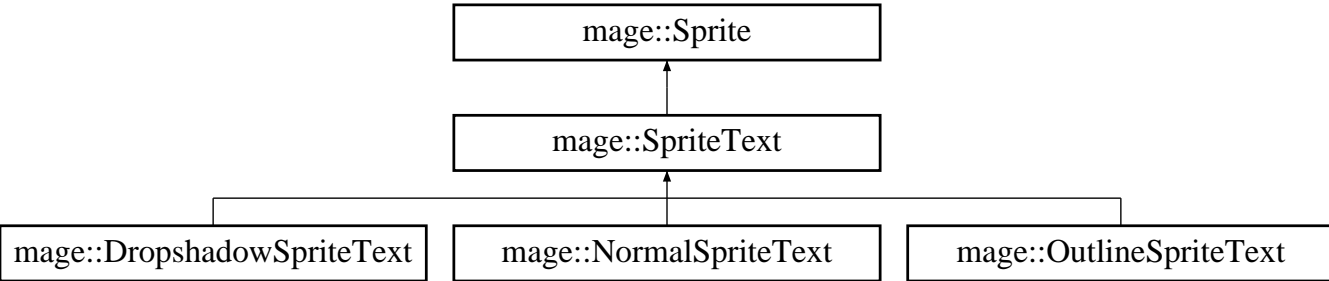 mage::Sprite
mage::SpriteText
mage::DropshadowSpriteText
mage::NormalSpriteText
mage::OutlineSpriteText